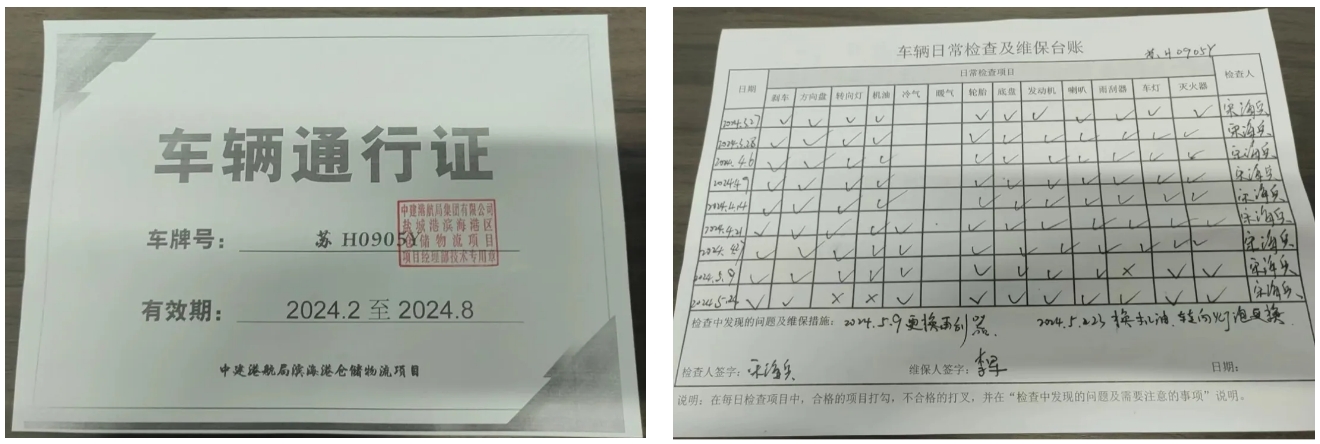 车辆通行证
车牌号：苏 H0905Y
中建港航局集团有限公司
盐城港滨海港区
仓储物流项目
项目经理部技术专用章
有效期：2024.2 至 2024.8
中建港航局滨海港仓储物流项目
车辆日常检查及维保台账
苏.H0905Y
日期 日常检查项目 检查人
刹车 方向盘 转向灯 机油 冷气 暖气 轮胎 底盘 发动机 喇叭 雨刮器 车灯 灭火器
2024.3.27 ✓ ✓ ✓ ✓ ✓ ✓ ✓ ✓ ✓ ✓ ✓ 宋海兵
2024.3.28 ✓ ✓ ✓ ✓ ✓ ✓ ✓ ✓ ✓ ✓ ✓ 宋海兵
2024.4.6 ✓ ✓ ✓ ✓ ✓ ✓ ✓ ✓ ✓ ✓ ✓ 宋海兵
2024.4.9 ✓ ✓ ✓ ✓ ✓ ✓ ✓ ✓ ✓ ✓ ✓ 宋海兵
2024.4.14 ✓ ✓ ✓ ✓ ✓ ✓ ✓ ✓ ✓ ✓ ✓ 宋海兵
2024.4.21 ✓ ✓ ✓ ✓ ✓ ✓ ✓ ✓ ✓ ✓ ✓ ✓ 宋海兵
✓ ✓ ✓ ✓ ✓ ✓ ✓ ✓ ✓ ✓ ✓ ✓ 宋海兵
2024.5.9 ✓ ✓ ✓ ✓ ✓ ✓ ✓ ✓ ✓ × ✓ ✓ 宋海兵
✓ ✓ × × ✓ ✓ ✓ ✓ ✓ ✓ ✓ ✓ 宋海兵
检查中发现的问题及维保措施：2024.5.9 更换雨刮器. 换机油.转向灯泡更换.
检查人签字：宋海兵 维保人签字：李军 日期：
说明：在每日检查项目中，合格的项目打勾，不合格的打叉，并在“检查中发现的问题及需要注意的事项”说明。